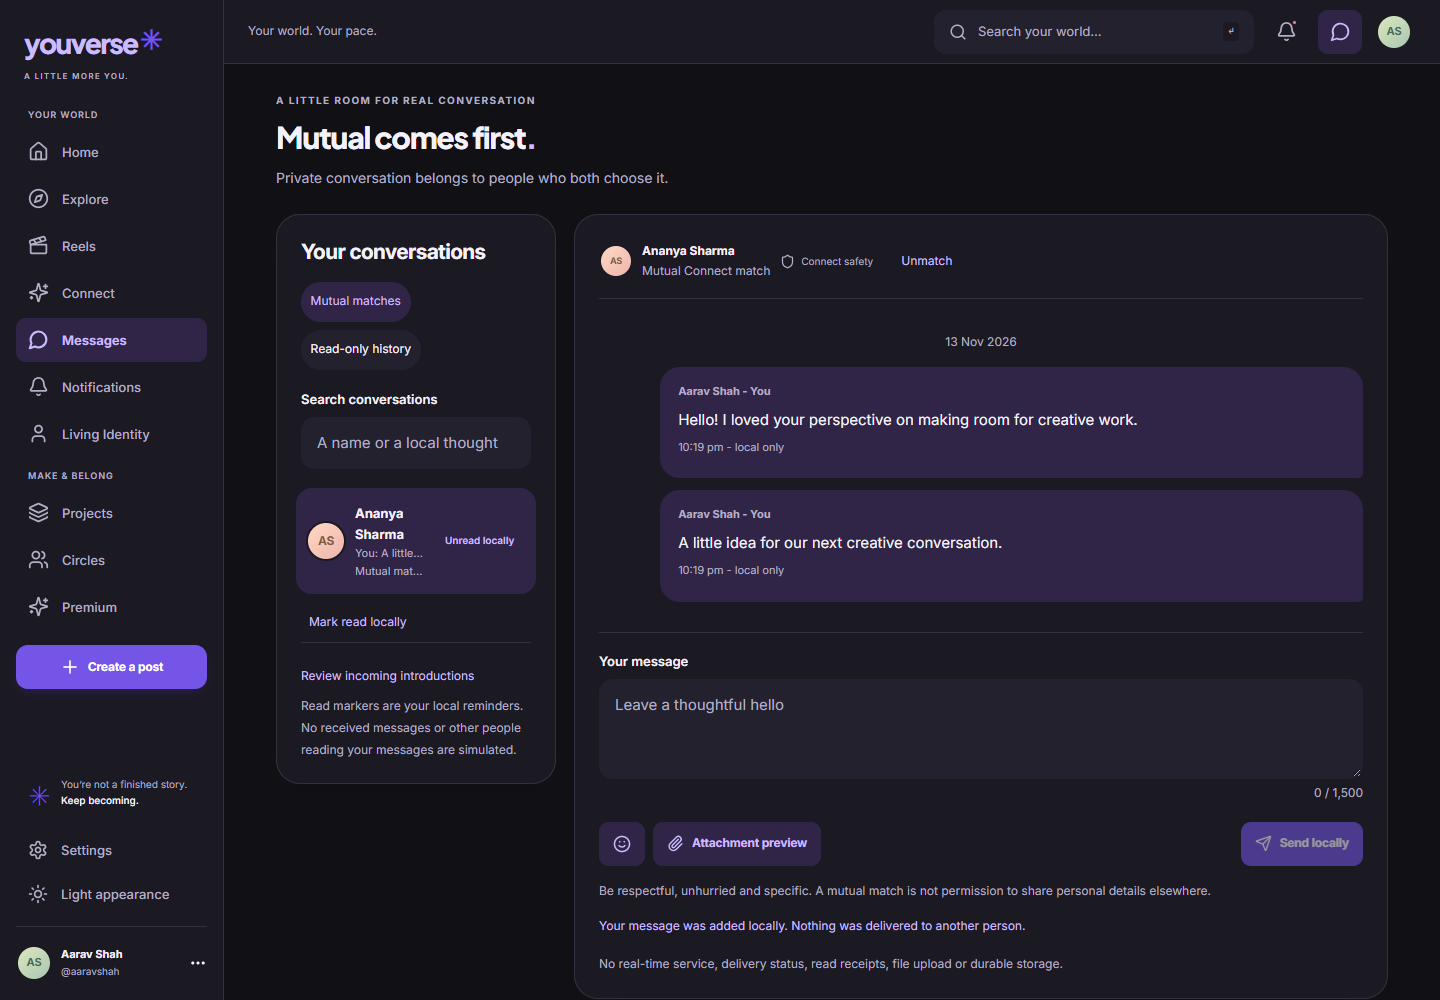 youverse
A LITTLE MORE YOU.
YOUR WORLD
Home
Explore
Reels
Connect
Messages
Notifications
Living Identity
MAKE & BELONG
Projects
Circles
Premium
Create a post
You're not a finished story.
Keep becoming.
Settings
Light appearance
AS
Aarav Shah
@aaravshah
Your world. Your pace.
Search your world...
AS
A LITTLE ROOM FOR REAL CONVERSATION
Mutual comes first.
Private conversation belongs to people who both choose it.
Your conversations
Mutual matches
Read-only history
Search conversations
A name or a local thought
AS
Ananya
Sharma
You: A little...
Mutual mat...
Unread locally
Mark read locally
Review incoming introductions
Read markers are your local reminders.
No received messages or other people
reading your messages are simulated.
AS
Ananya Sharma
Mutual Connect match
Connect safety
Unmatch
13 Nov 2026
Aarav Shah - You
Hello! I loved your perspective on making room for creative work.
10:19 pm - local only
Aarav Shah - You
A little idea for our next creative conversation.
10:19 pm - local only
Your message
Leave a thoughtful hello
0 / 1,500
Attachment preview
Send locally
Be respectful, unhurried and specific. A mutual match is not permission to share personal details elsewhere.
Your message was added locally. Nothing was delivered to another person.
No real-time service, delivery status, read receipts, file upload or durable storage.